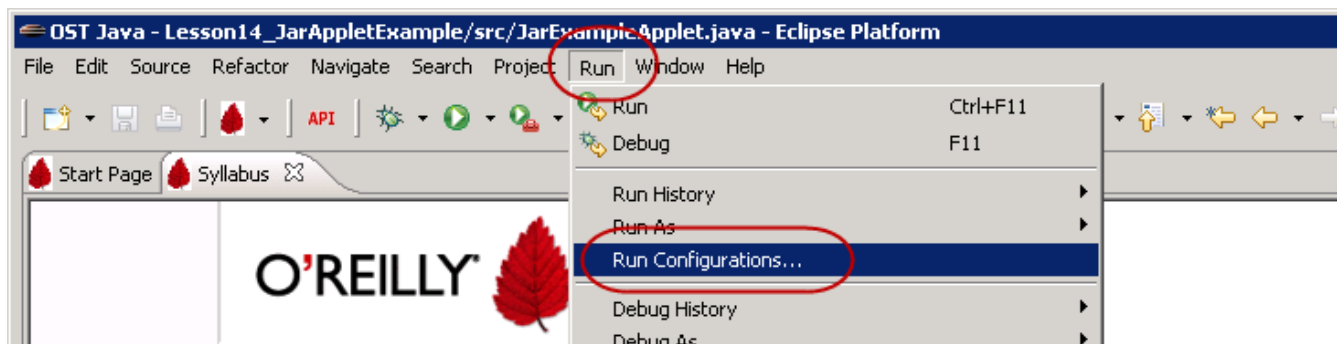 OST Java - Lesson14_JarAppletExample/src/JarExampleApplet.java - Eclipse Platform
File Edit Source Refactor Navigate Search Project Run Window Help
API
Run Ctrl+F11
Debug F11
Start Page Syllabus
Run History
Run As
O'REILLY
Run Configurations...
Debug History
Debug As